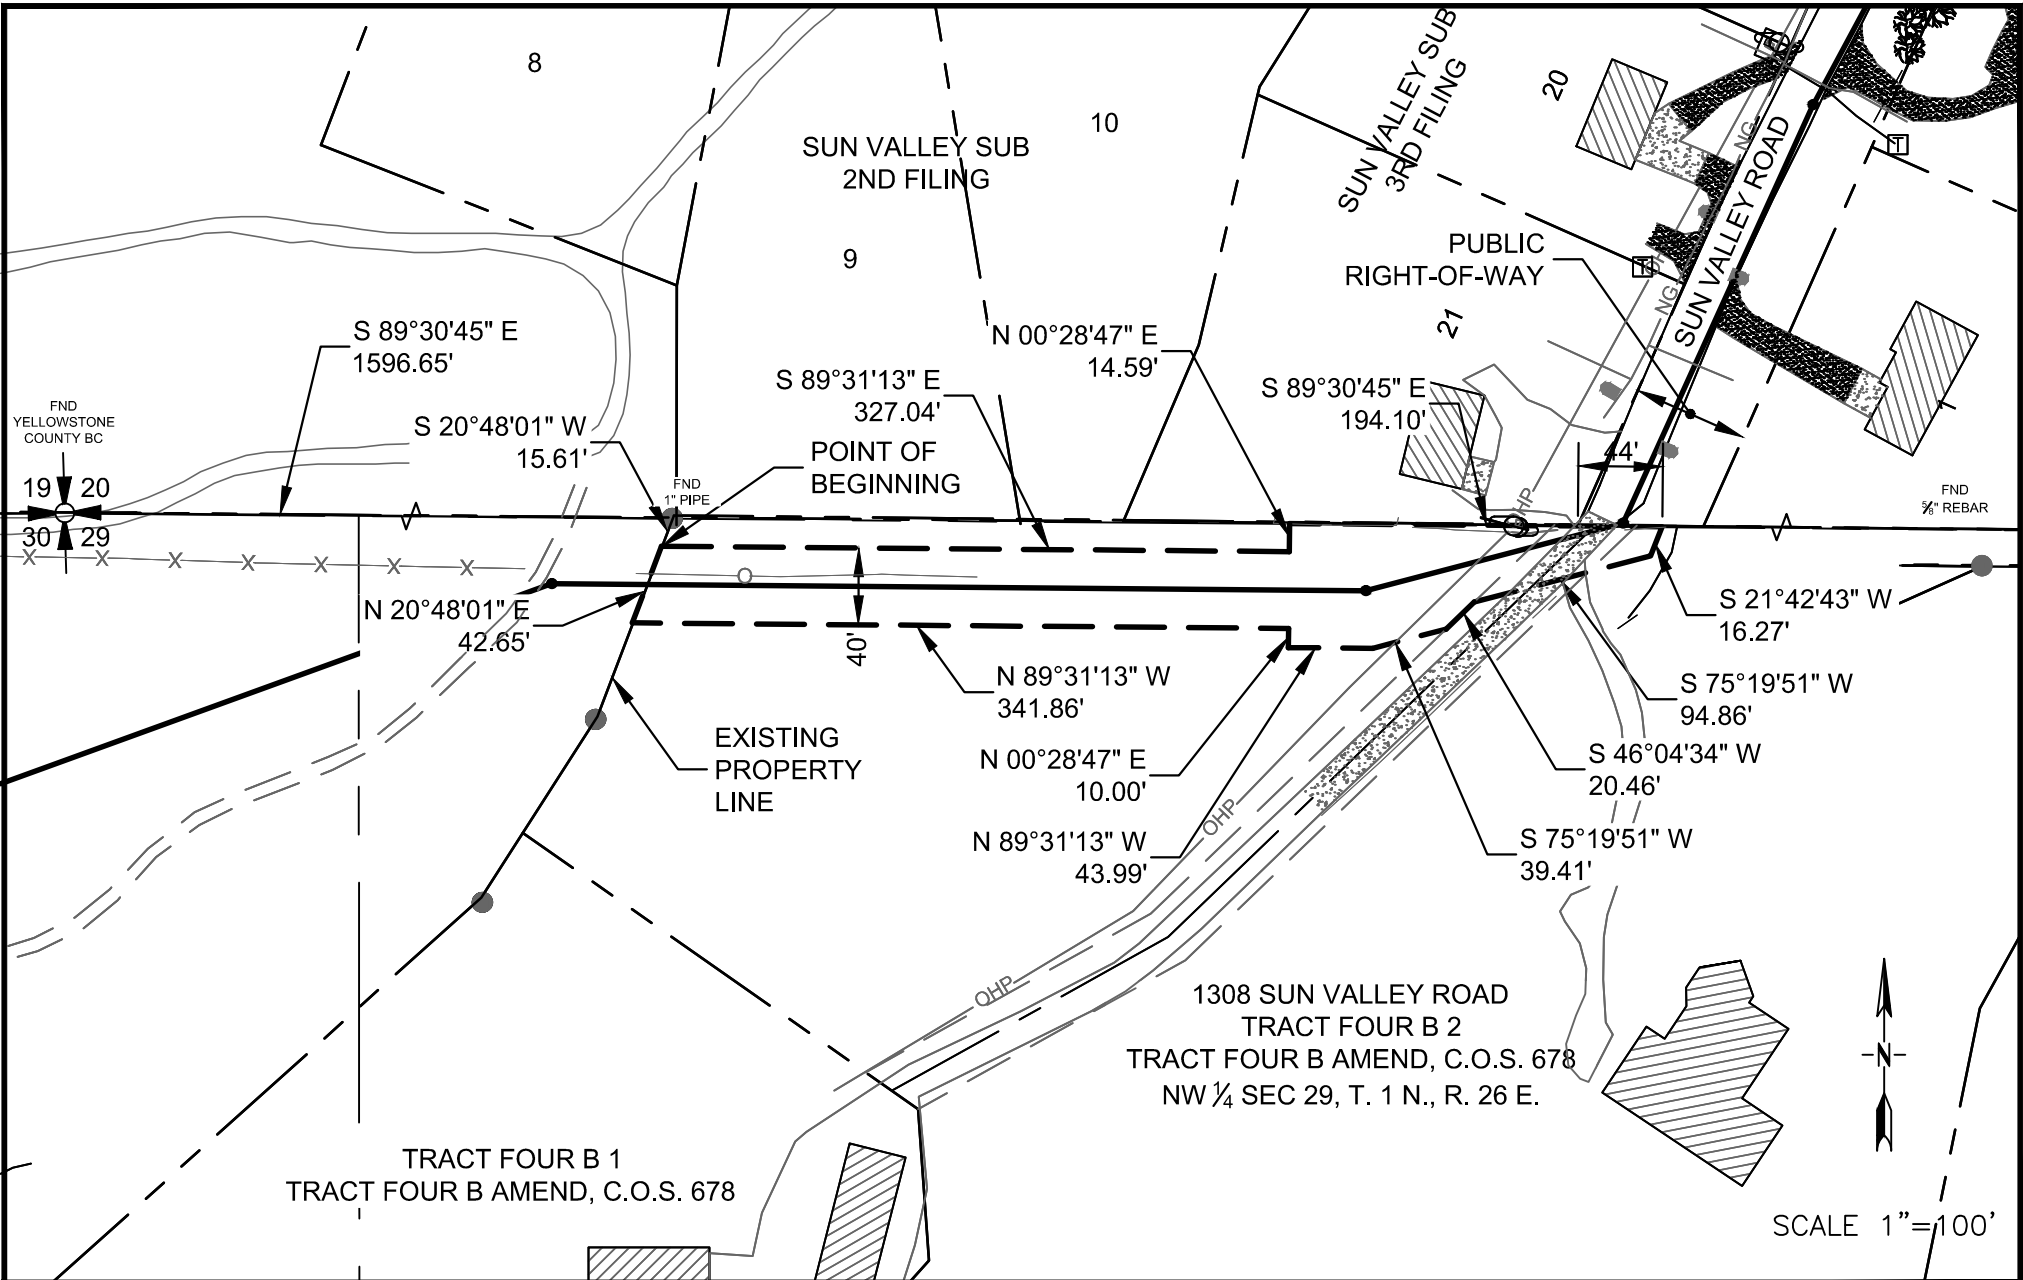 8
10
9
SUN VALLEY SUB
2ND FILING
SUN VALLEY SUB
3RD FILING
20
21
7
T
T
SUN VALLEY ROAD
SUN VALLEY ROAD
NG
NG
OHP
PUBLIC
RIGHT-OF-WAY
S 89°30'45" E
1596.65'
N 00°28'47" E
14.59'
S 89°31'13" E
327.04'
S 89°30'45" E
194.10'
FND
YELLOWSTONE
COUNTY BC
S 20°48'01" W
15.61'
POINT OF
BEGINNING
44'
19 20
30 29
FND
1" PIPE
FND
⅝" REBAR
OHP
X X X X X X X
O
N 20°48'01" E
42.65'
40'
S 21°42'43" W
16.27'
N 89°31'13" W
341.86'
S 75°19'51" W
94.86'
EXISTING
PROPERTY
LINE
N 00°28'47" E
10.00'
S 46°04'34" W
20.46'
N 89°31'13" W
43.99'
S 75°19'51" W
39.41'
OHP
OHP
1308 SUN VALLEY ROAD
TRACT FOUR B 2
TRACT FOUR B AMEND, C.O.S. 678
NW ¼ SEC 29, T. 1 N., R. 26 E.
-N-
TRACT FOUR B 1
TRACT FOUR B AMEND, C.O.S. 678
SCALE 1"=100'